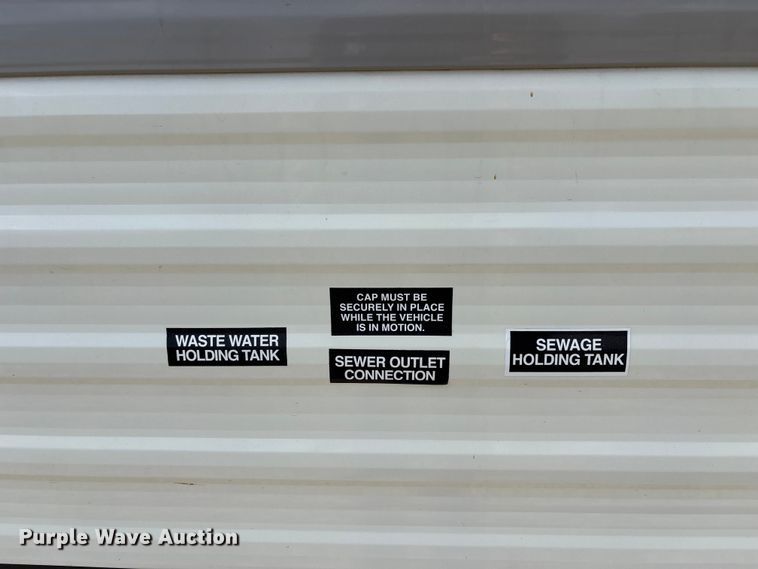 CAP MUST BE
SECURELY IN PLACE
WHILE THE VEHICLE
IS IN MOTION.
WASTE WATER
HOLDING TANK
SEWER OUTLET
CONNECTION
SEWAGE
HOLDING TANK
Purple Wave Auction